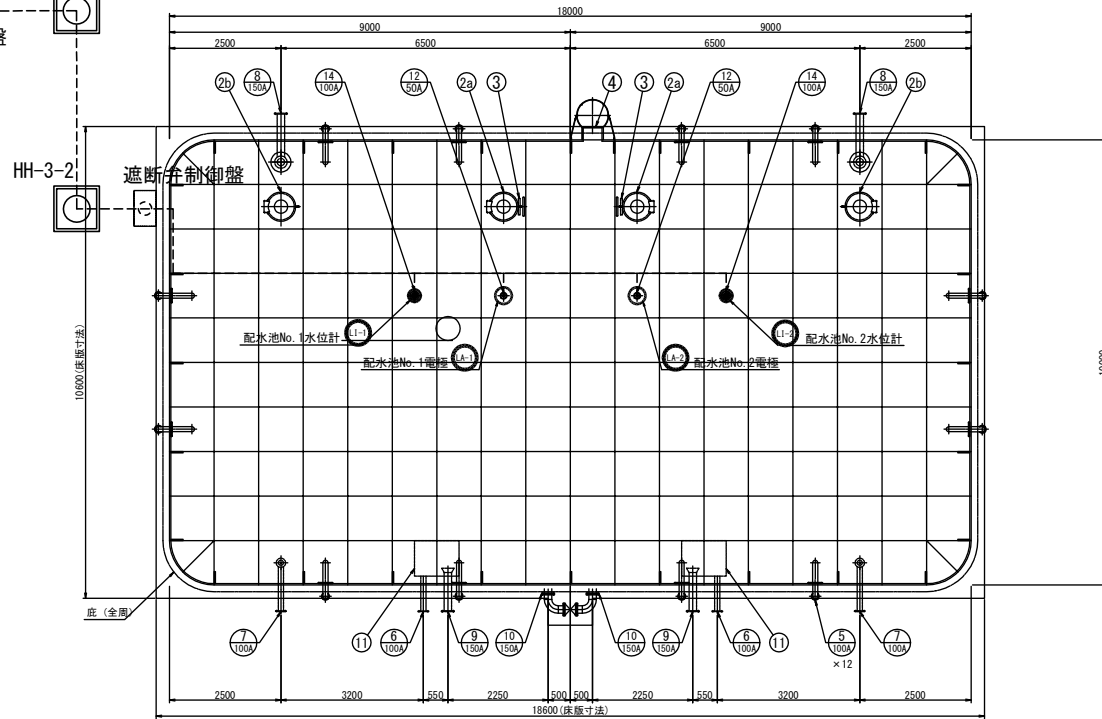 18000
9000 9000
2500 6500 6500 2500
盤
2b 8 150A 14 100A 12 50A 2a 3 4 3 2a 12 50A 14 100A 8 150A 2b
HH-3-2 遮断弁制御盤
配水池No.1水位計 LI-1 LI-2 配水池No.2水位計
配水池No.1電極 LA-1 LA-2 配水池No.2電極
10600(床版寸法)
庇（全周）
7 100A 11 6 100A 9 150A 10 150A 10 150A 9 150A 6 100A 11 5 100A 7 100A
×12
2500 3200 550 2250 500 500 2250 550 3200 2500
18600(床版寸法)